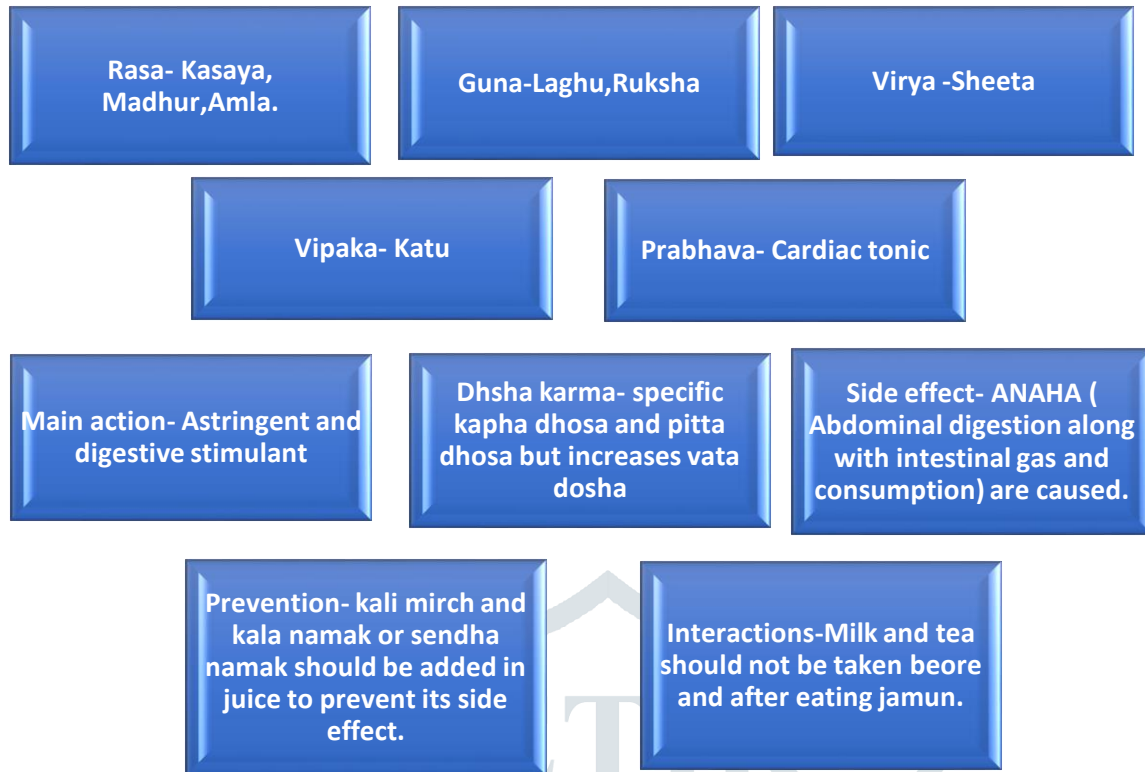 Rasa- Kasaya,
Madhur,Amla.
Guna-Laghu,Ruksha
Virya -Sheeta
Vipaka- Katu
Prabhava- Cardiac tonic
Main action- Astringent and
digestive stimulant
Dhsha karma- specific
kapha dhosa and pitta
dhosa but increases vata
dosha
Side effect- ANAHA (
Abdominal digestion along
with intestinal gas and
consumption) are caused.
Prevention- kali mirch and
kala namak or sendha
namak should be added in
juice to prevent its side
effect.
Interactions-Milk and tea
should not be taken beore
and after eating jamun.